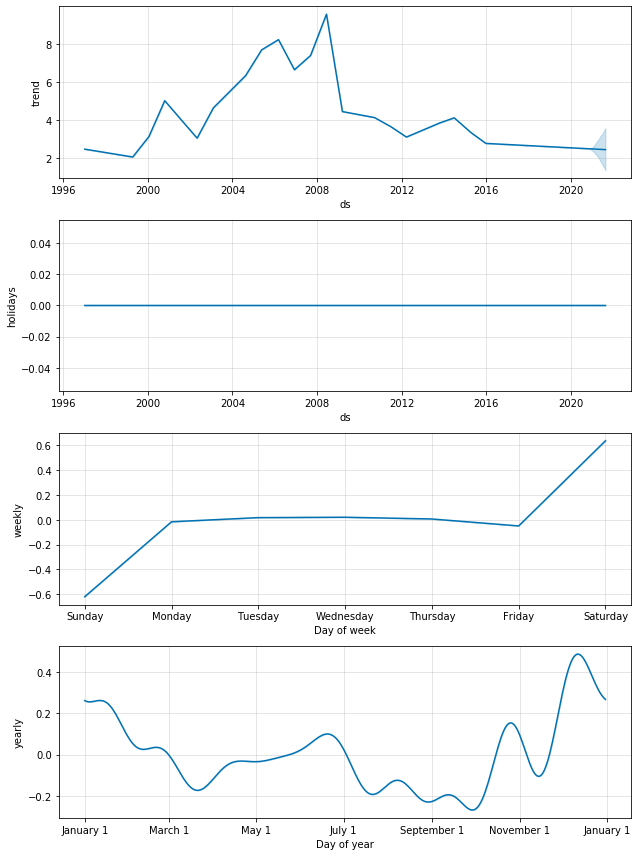 8
6
4
2
trend
1996 2000 2004 2008 2012 2016 2020
ds
0.04
0.02
0.00
−0.02
−0.04
holidays
1996 2000 2004 2008 2012 2016 2020
ds
0.6
0.4
0.2
0.0
−0.2
−0.4
−0.6
weekly
Sunday Monday Tuesday Wednesday Thursday Friday Saturday
Day of week
0.4
0.2
0.0
−0.2
yearly
January 1 March 1 May 1 July 1 September 1 November 1 January 1
Day of year